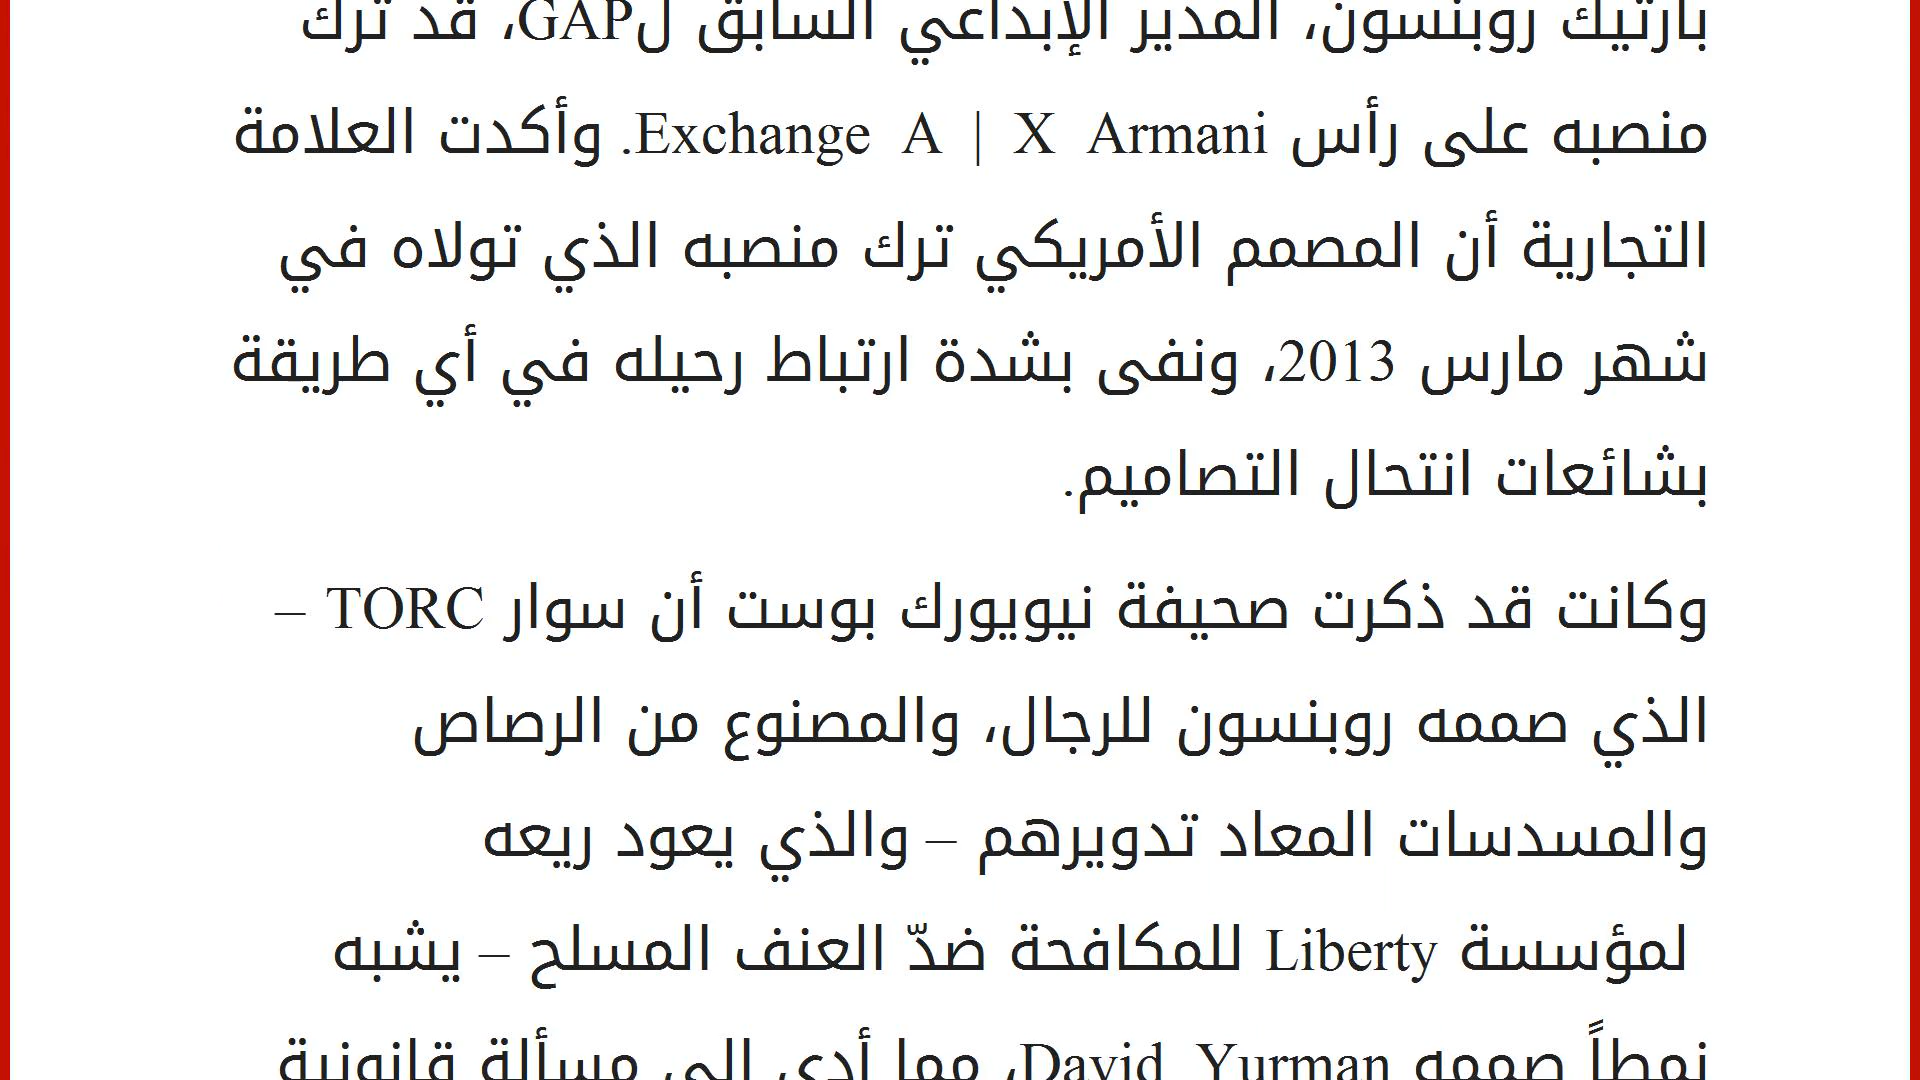 بارتيك روبنسون، المدير الإبداعي السابق لGAP، قد ترك
منصبه على رأس Exchange A | X Armani. وأكدت العلامة
التجارية أن المصمم الأمريكي ترك منصبه الذي تولاه في
شهر مارس 2013، ونفى بشدة ارتباط رحيله في أي طريقة
بشائعات انتحال التصاميم.
وكانت قد ذكرت صحيفة نيويورك بوست أن سوار TORC –
الذي صممه روبنسون للرجال، والمصنوع من الرصاص
والمسدسات المعاد تدويرهم – والذي يعود ريعه
لمؤسسة Liberty للمكافحة ضدّ العنف المسلح – يشبه
نمطاً صممه David Yurman، مما أدى إلى مسألة قانونية